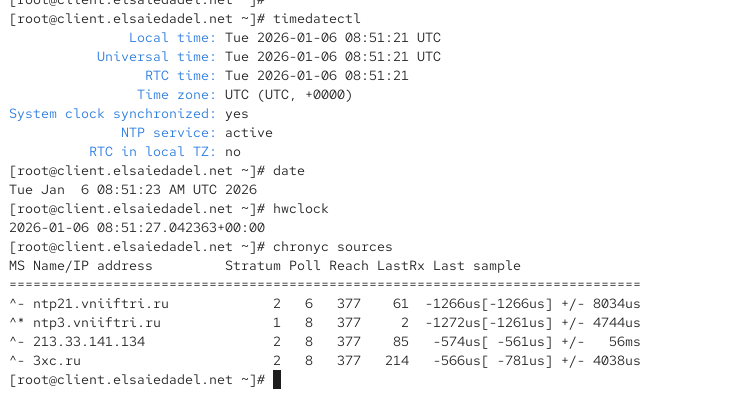 [root@client.elsaiedadel.net ~]#
[root@client.elsaiedadel.net ~]# timedatectl
Local time: Tue 2026-01-06 08:51:21 UTC
Universal time: Tue 2026-01-06 08:51:21 UTC
RTC time: Tue 2026-01-06 08:51:21
Time zone: UTC (UTC, +0000)
System clock synchronized: yes
NTP service: active
RTC in local TZ: no
[root@client.elsaiedadel.net ~]# date
Tue Jan  6 08:51:23 AM UTC 2026
[root@client.elsaiedadel.net ~]# hwclock
2026-01-06 08:51:27.042363+00:00
[root@client.elsaiedadel.net ~]# chronyc sources
MS Name/IP address         Stratum Poll Reach LastRx Last sample
===============================================================================
^- ntp21.vniiftri.ru             2   6   377    61  -1266us[-1266us] +/- 8034us
^* ntp3.vniiftri.ru              1   8   377     2  -1272us[-1261us] +/- 4744us
^- 213.33.141.134                2   8   377    85   -574us[ -561us] +/-   56ms
^- 3xc.ru                        2   8   377   214   -566us[ -781us] +/- 4038us
[root@client.elsaiedadel.net ~]#